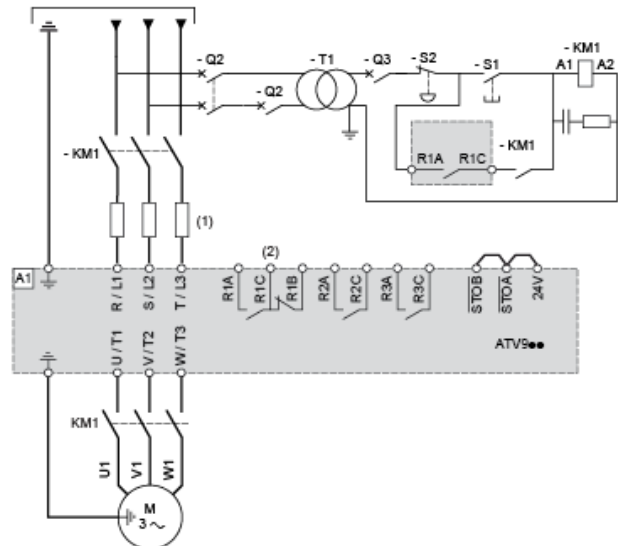 - Q2
- T1
- Q3
- S2
- S1
- KM1
A1
A2
- Q2
- KM1
R1A
R1C
- KM1
(1)
(2)
A1
R / L1
S / L2
T / L3
R1A
R1C
R1B
R2A
R2C
R3A
R3C
STOB
STOA
24V
U / T1
V / T2
W / T3
ATV9●●
KM1
U1
V1
W1
M
3 ~